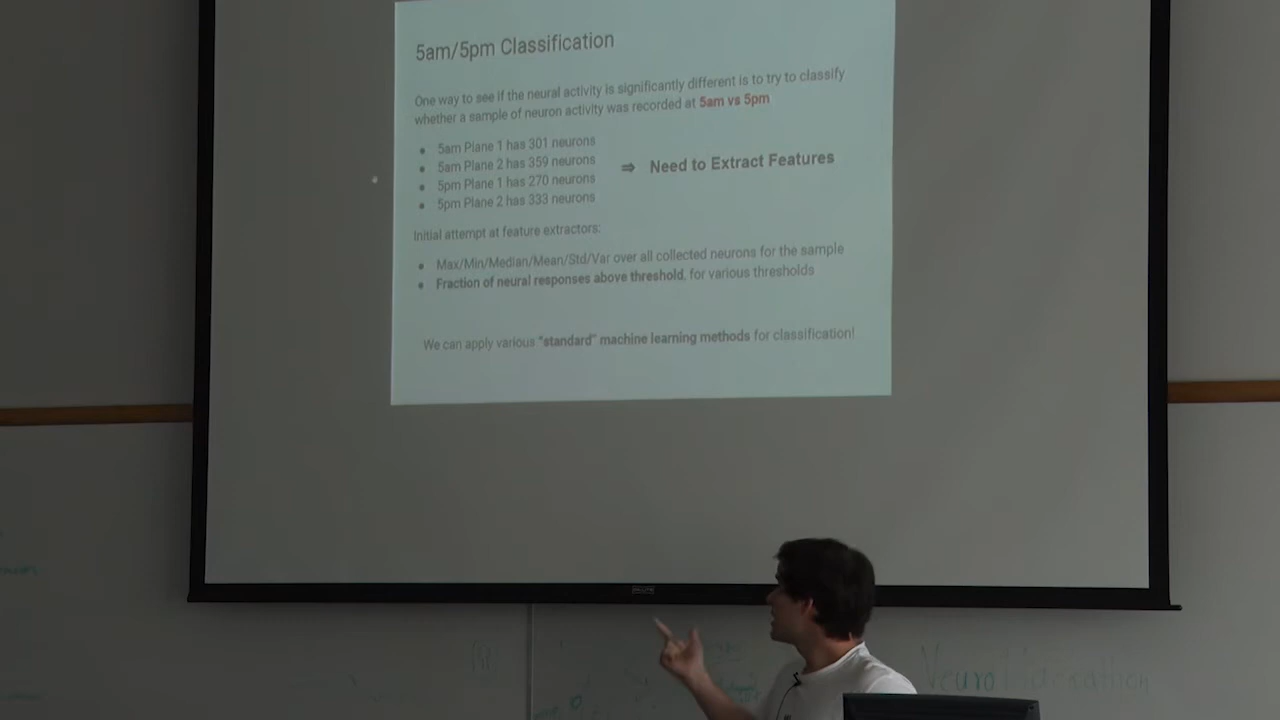 5am/5pm Classification
One way to see if the neural activity is significantly different is to try to classify
whether a sample of neuron activity was recorded at 5am vs 5pm
5am Plane 1 has 301 neurons
5am Plane 2 has 359 neurons
5pm Plane 1 has 270 neurons
5pm Plane 2 has 333 neurons
⇒ Need to Extract Features
Initial attempt at feature extractors:
Max/Min/Median/Mean/Std/Var over all collected neurons for the sample
Fraction of neural responses above threshold, for various thresholds
We can apply various "standard" machine learning methods for classification!
Neuro